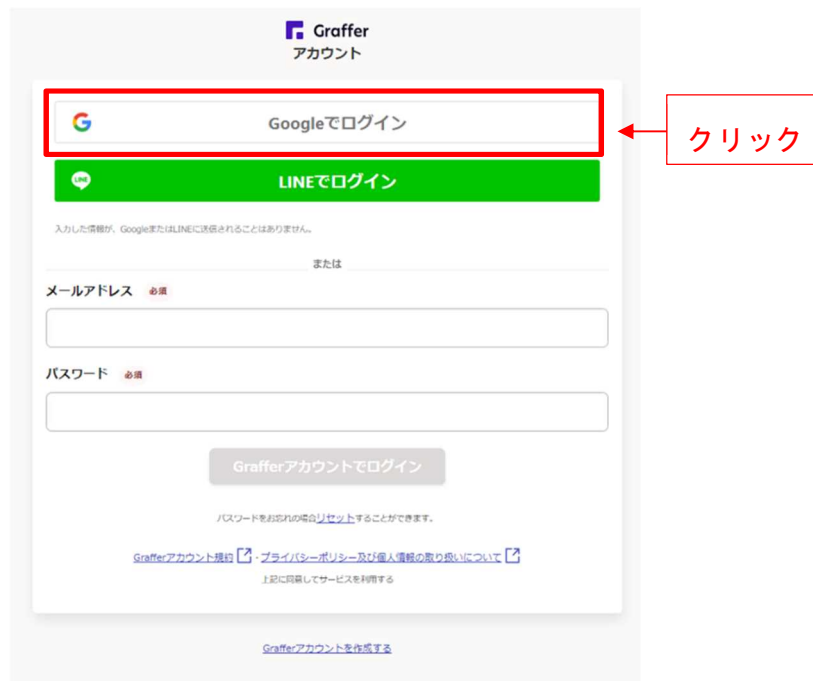 Graffer
アカウント
Googleでログイン
クリック
LINE
LINEでログイン
入力した情報が、GoogleまたはLINEに送信されることはありません。
または
メールアドレス 必須
パスワード 必須
Grafferアカウントでログイン
パスワードをお忘れの場合リセットすることができます。
Grafferアカウント規約・プライバシーポリシー及び個人情報の取り扱いについて
上記に同意してサービスを利用する
Grafferアカウントを作成する